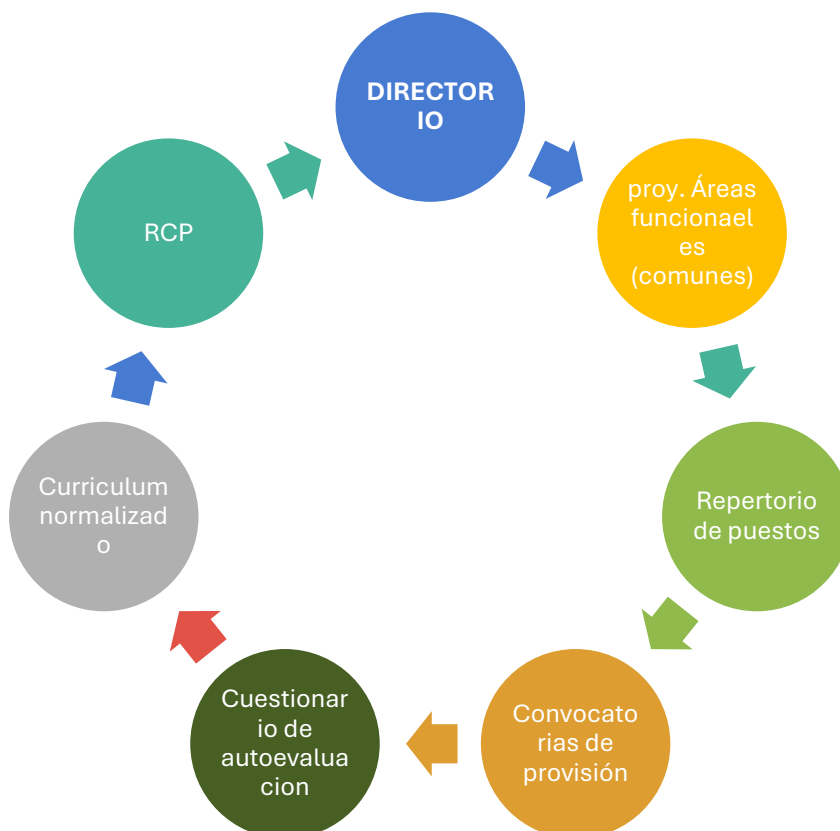 DIRECTOR
IO
proy. Áreas
funcionael
es
(comunes)
Repertorio
de puestos
Convocato
rias de
provisión
Cuestionar
io de
autoevalua
cion
Curriculum
normalizad
o
RCP